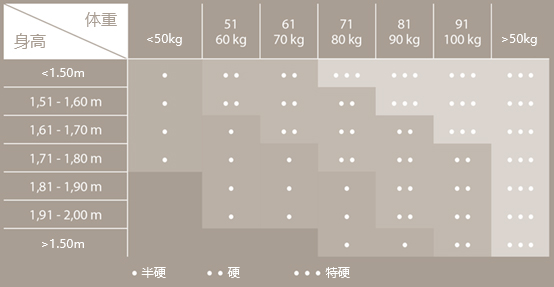 体重
身高
<50kg
51
60 kg
61
70 kg
71
80 kg
81
90 kg
91
100 kg
>50kg
<1.50m
1,51 - 1,60 m
1,61 - 1,70 m
1,71 - 1,80 m
1,81 - 1,90 m
1,91 - 2,00 m
>1.50m
• 半硬 •• 硬 ••• 特硬